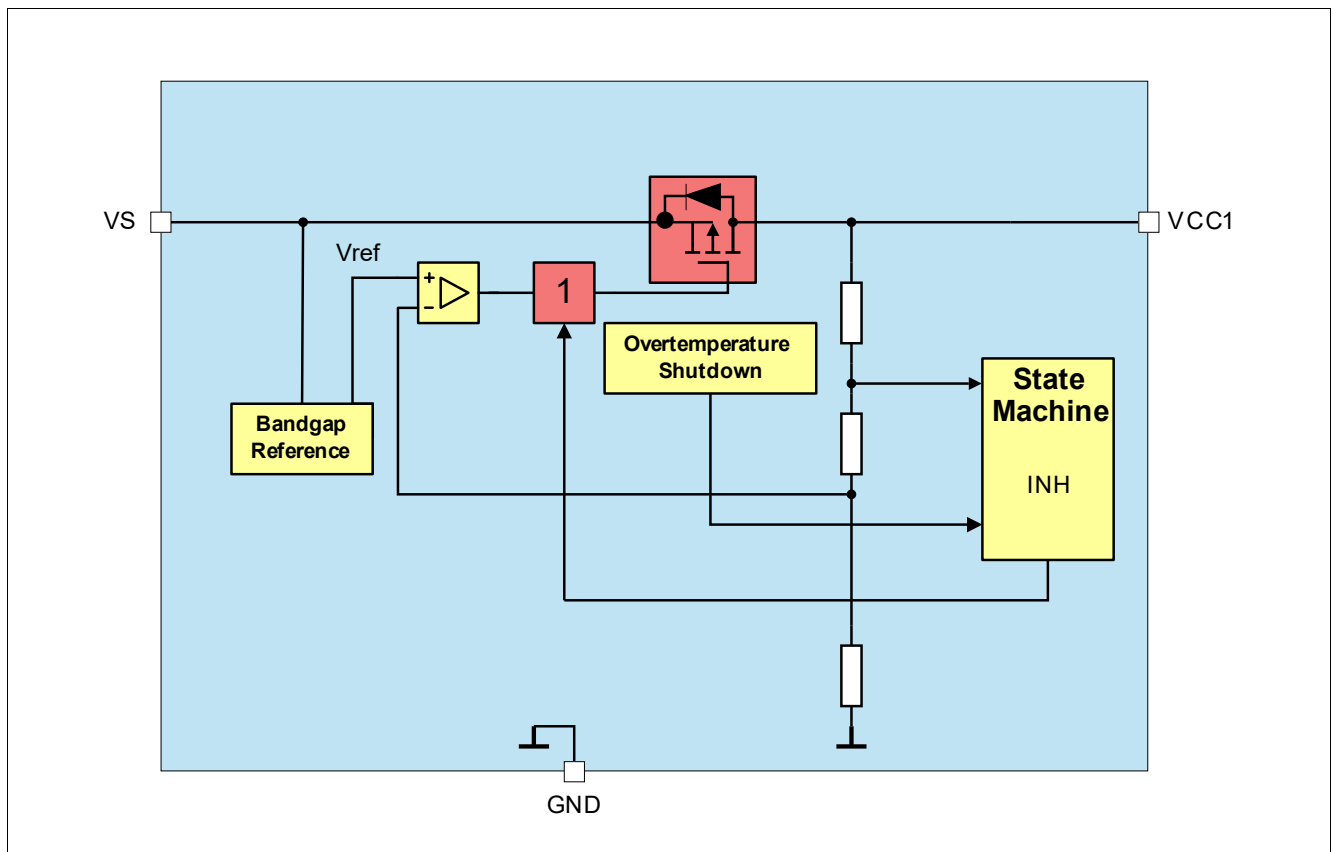 VS
VCC1
Vref
+
-
1
Overtemperature
Shutdown
State
Machine
INH
Bandgap
Reference
GND